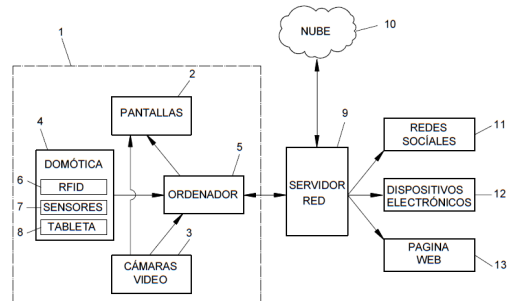 NUBE
10
1
2
PANTALLAS
4
DOMÓTICA
6
RFID
7
SENSORES
8
TABLETA
5
ORDENADOR
3
CÁMARAS
VIDEO
9
SERVIDOR
RED
REDES
SOCÍALES
11
DISPOSITIVOS
ELECTRÓNICOS
12
PAGINA
WEB
13